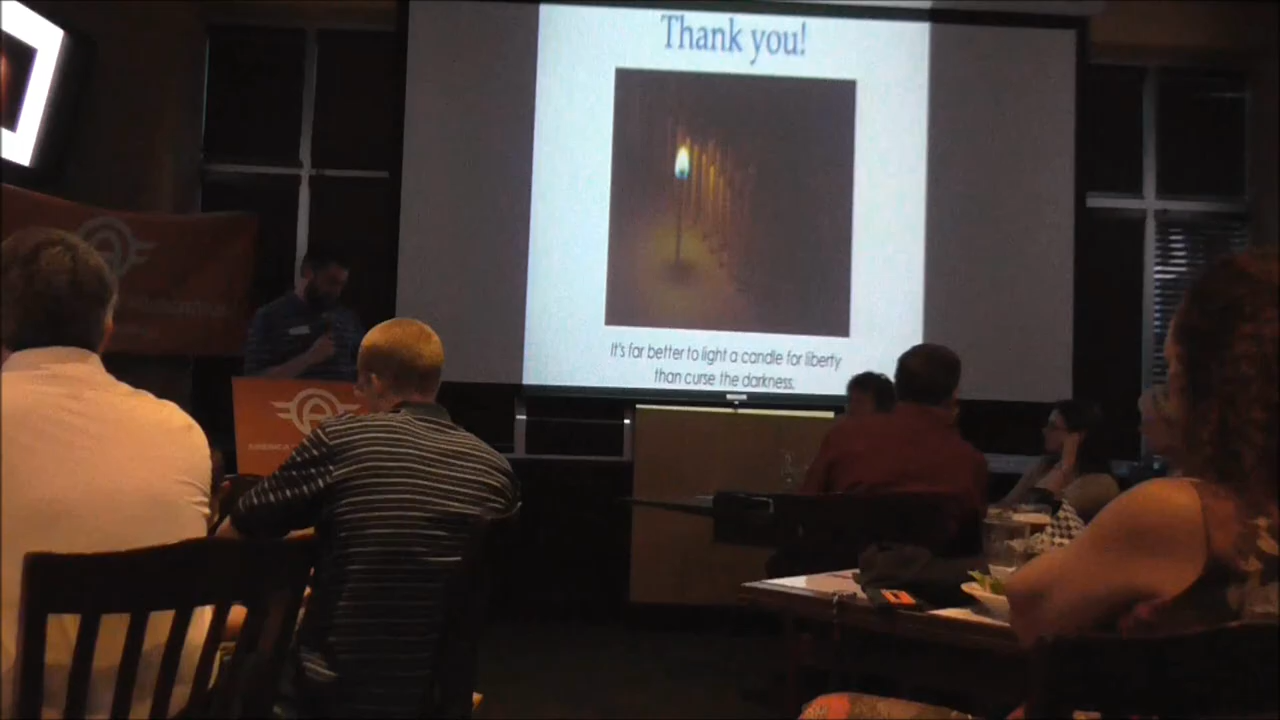 Thank you!
It's far better to light a candle for liberty
than curse the darkness.